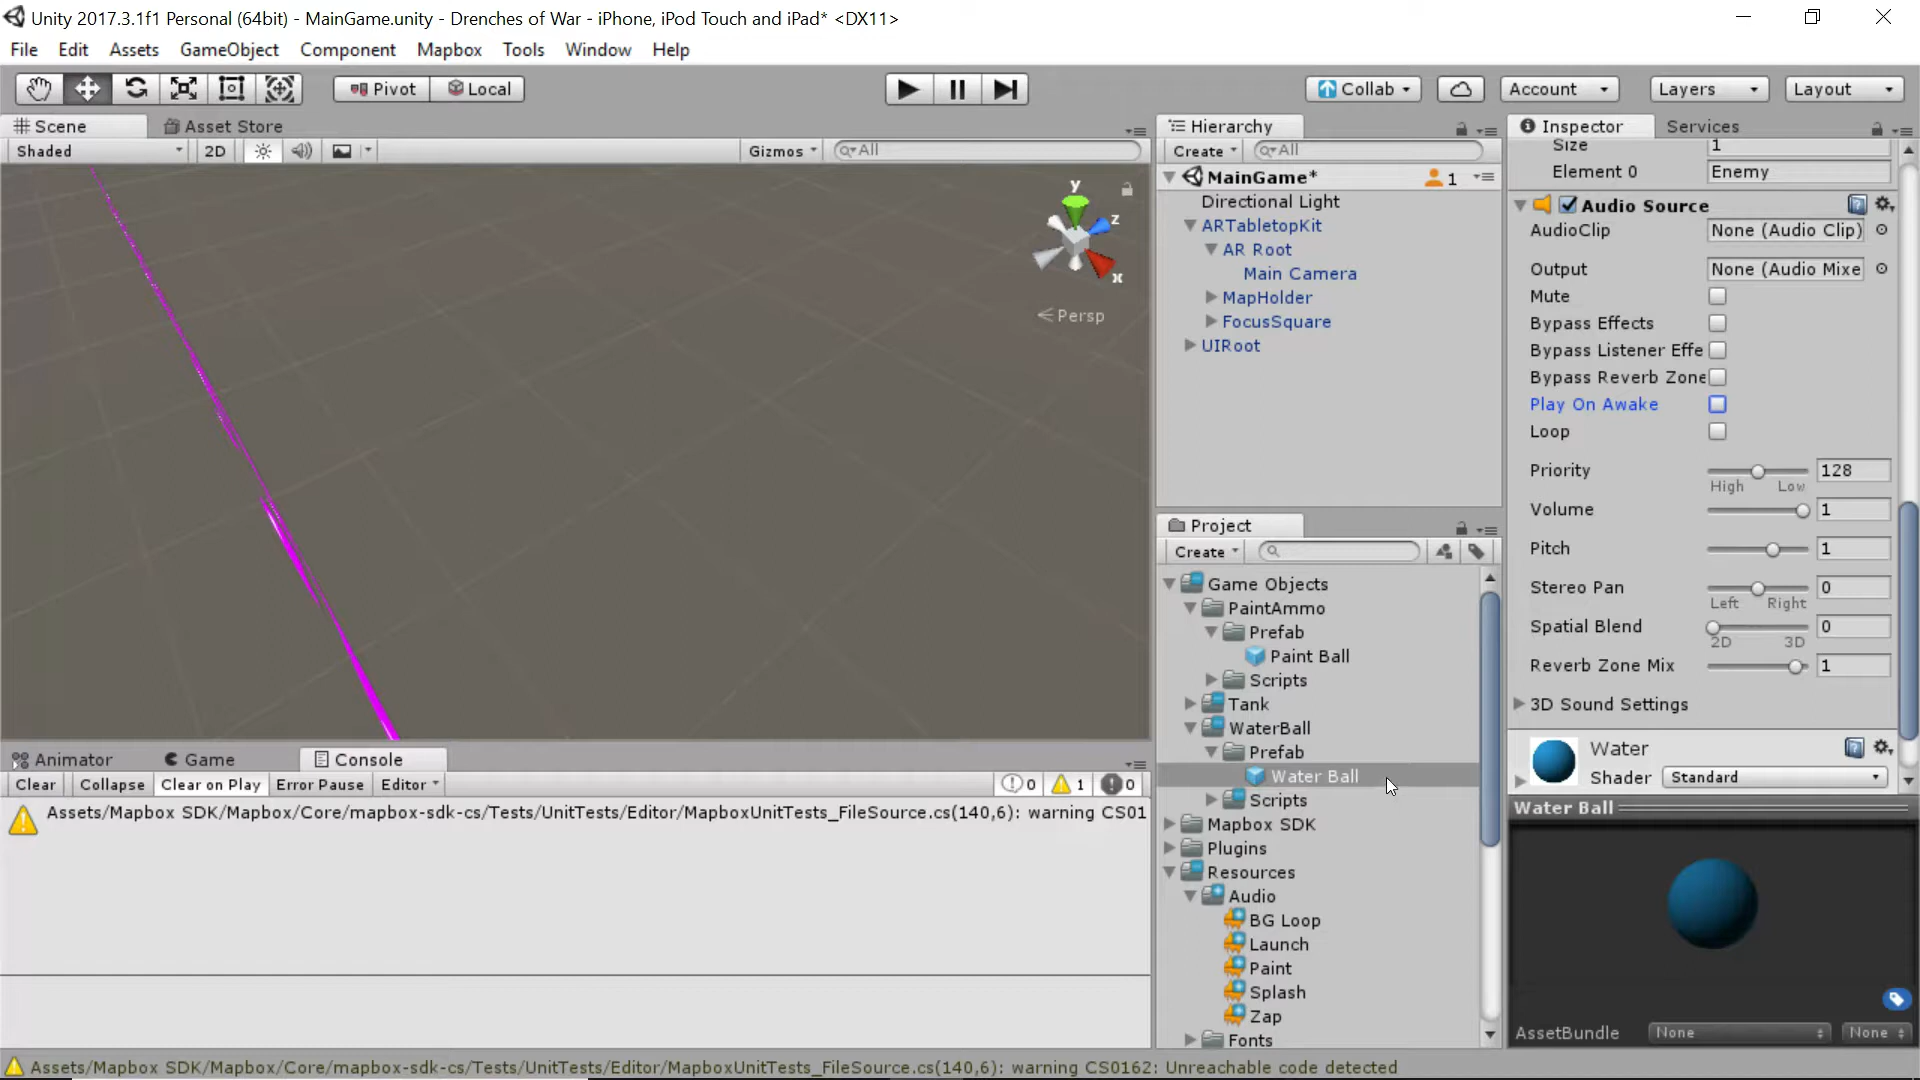 Unity 2017.3.1f1 Personal (64bit) - MainGame.unity - Drenches of War - iPhone, iPod Touch and iPad* <DX11>
File Edit Assets GameObject Component Mapbox Tools Window Help
Pivot Local Collab Account Layers Layout
Scene Asset Store
Shaded 2D Gizmos All
y
z
x
Persp
Hierarchy
Create All
MainGame* 1
Directional Light
ARTabletopKit
AR Root
Main Camera
MapHolder
FocusSquare
UIRoot
Project
Create
Game Objects
PaintAmmo
Prefab
Paint Ball
Scripts
Tank
WaterBall
Prefab
Water Ball
Scripts
Mapbox SDK
Plugins
Resources
Audio
BG Loop
Launch
Paint
Splash
Zap
Fonts
Inspector Services
Size 1
Element 0 Enemy
Audio Source
AudioClip None (Audio Clip)
Output None (Audio Mixe
Mute
Bypass Effects
Bypass Listener Effe
Bypass Reverb Zone
Play On Awake
Loop
Priority 128
High Low
Volume 1
Pitch 1
Stereo Pan 0
Left Right
Spatial Blend 0
2D 3D
Reverb Zone Mix 1
3D Sound Settings
Water
Shader Standard
Water Ball
AssetBundle None None
Animator Game Console
Clear Collapse Clear on Play Error Pause Editor 0 1 0
Assets/Mapbox SDK/Mapbox/Core/mapbox-sdk-cs/Tests/UnitTests/Editor/MapboxUnitTests_FileSource.cs(140,6): warning CS01
Assets/Mapbox SDK/Mapbox/Core/mapbox-sdk-cs/Tests/UnitTests/Editor/MapboxUnitTests_FileSource.cs(140,6): warning CS0162: Unreachable code detected